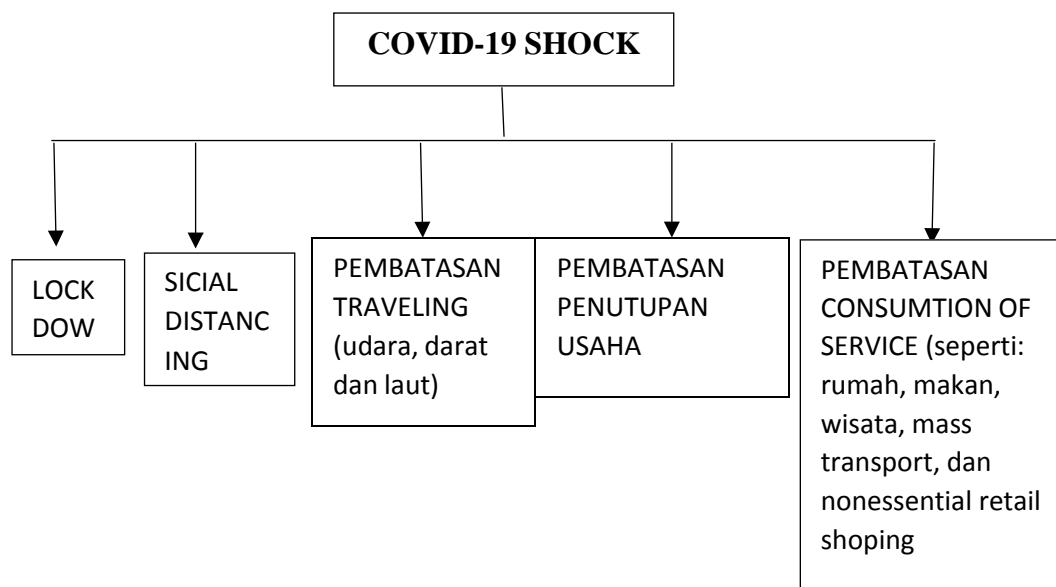 COVID-19 SHOCK
LOCK
DOW
SICIAL
DISTANC
ING
PEMBATASAN
TRAVELING
(udara, darat
dan laut)
PEMBATASAN
PENUTUPAN
USAHA
PEMBATASAN
CONSUMTION OF
SERVICE (seperti:
rumah, makan,
wisata, mass
transport, dan
nonessential retail
shoping